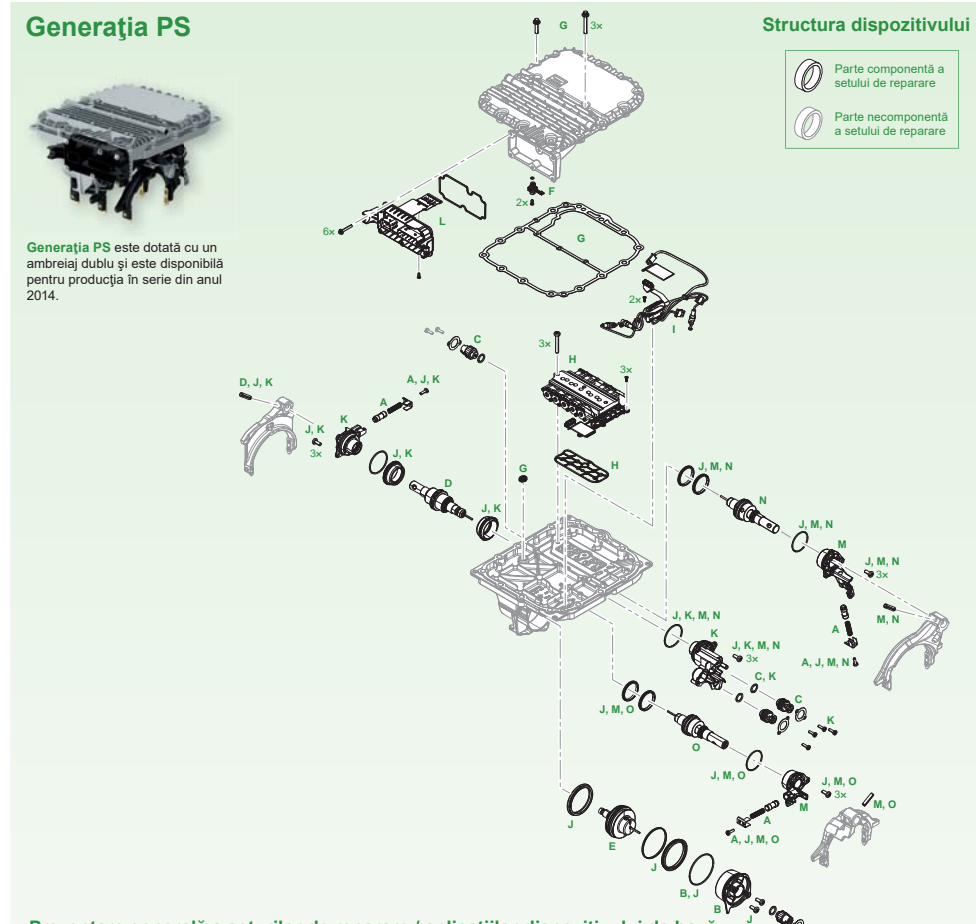 Generaţia PS
Structura dispozitivului
Parte componentă a
setului de reparare
Parte necomponentă
a setului de reparare
Generaţia PS este dotată cu un
ambreiaj dublu şi este disponibilă
pentru producţia în serie din anul
2014.
G
3×
F
2×
L
6×
G
2×
I
C
3×
H
3×
D, J, K
A, J, K
A
K
J, K
3×
J, K
G
H
D
J, K
J, M, N
N
J, M, N
M
J, M, N
3×
M, N
A
A, J, M, N
J, K, M, N
K
J, K, M, N
3×
C, K
C
K
J, M, O
O
J, M, O
J, M, O
3×
M
M, O
A
A, J, M, O
J
E
J
B, J
B
J